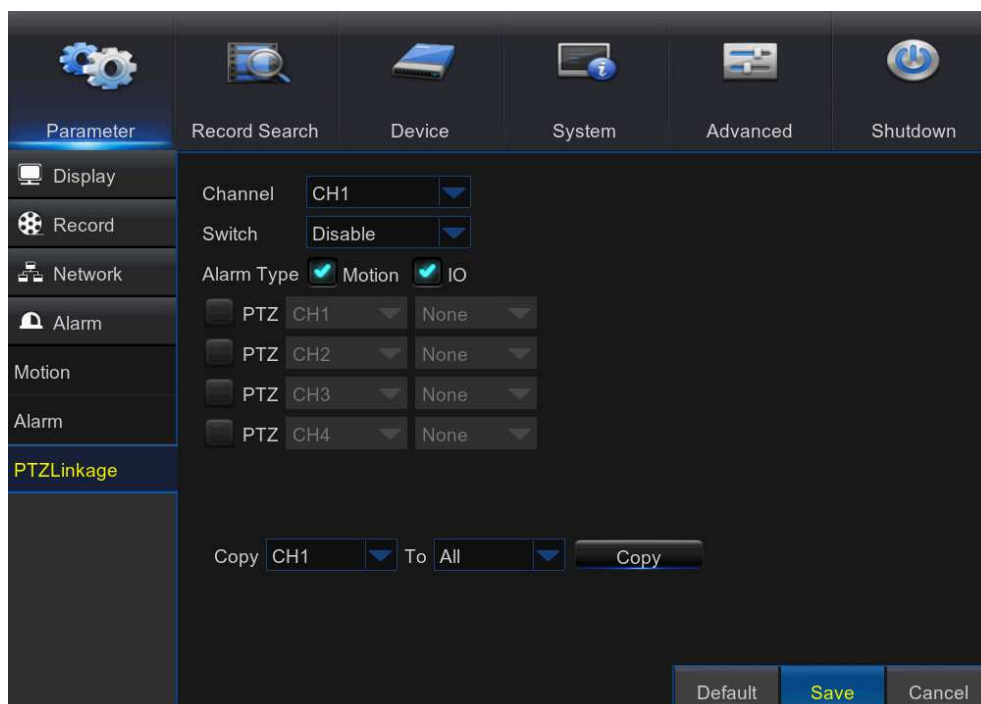 Parameter Record Search Device System Advanced Shutdown
Display
Record
Network
Alarm
Motion
Alarm
PTZLinkage
Channel CH1
Switch Disable
Alarm Type Motion IO
PTZ CH1 None
PTZ CH2 None
PTZ CH3 None
PTZ CH4 None
Copy CH1 To All Copy
Default Save Cancel